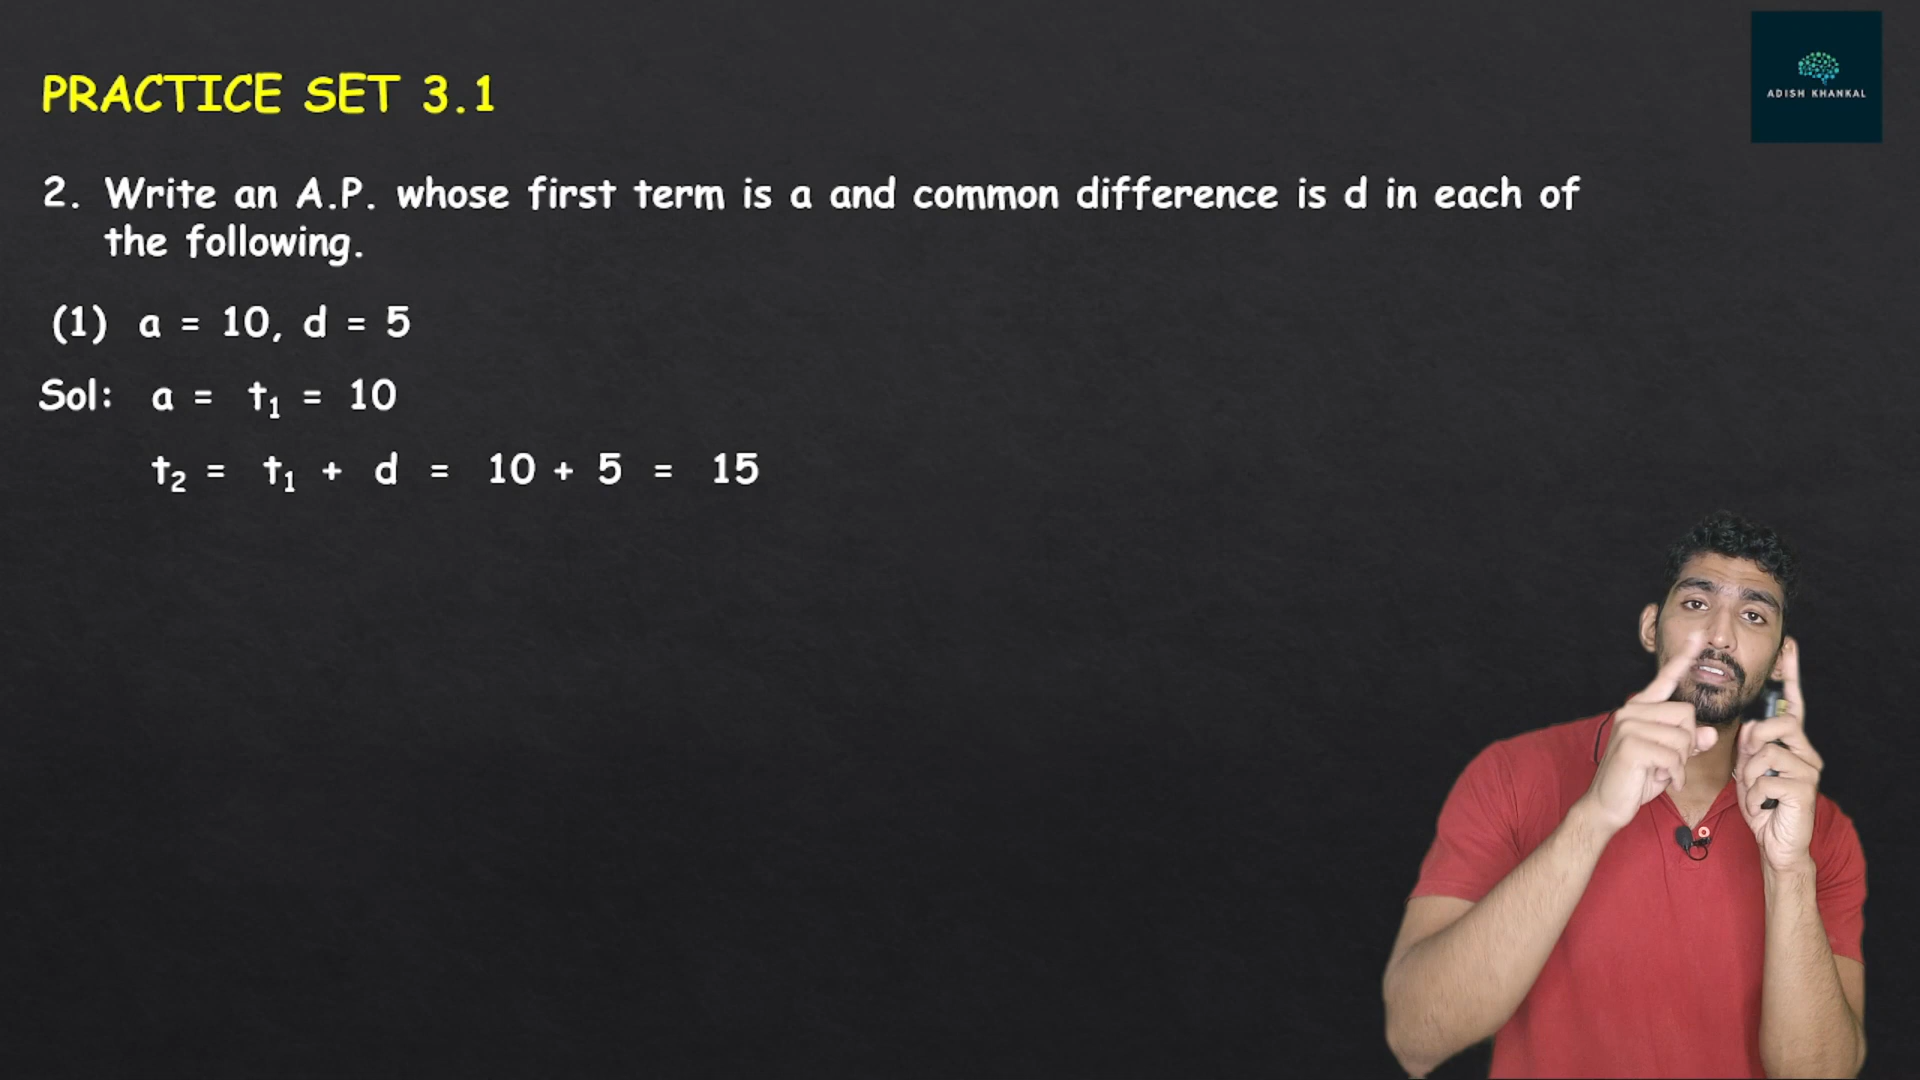 ADISH KHANKAL
PRACTICE SET 3.1
2. Write an A.P. whose first term is a and common difference is d in each of
the following.
(1) a = 10, d = 5
Sol: a = t₁ = 10
t₂ = t₁ + d = 10 + 5 = 15